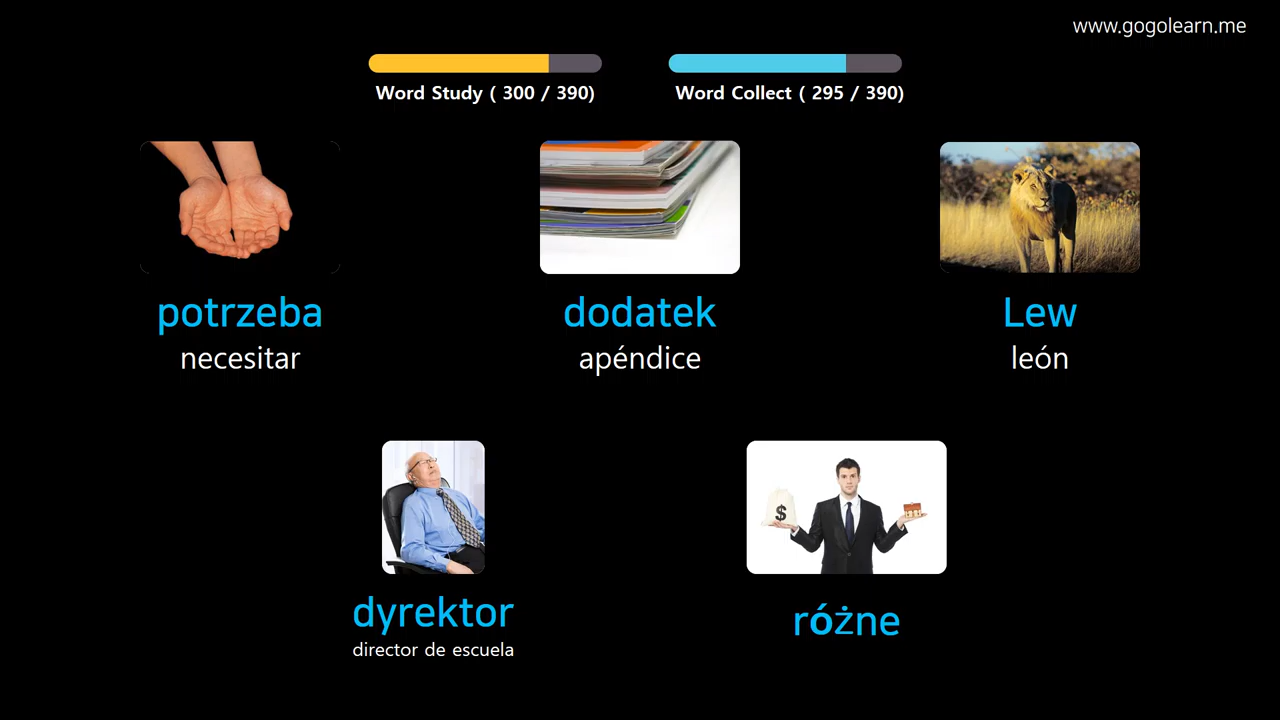 www.gogolearn.me
Word Study ( 300 / 390)
Word Collect ( 295 / 390)
potrzeba
necesitar
dodatek
apéndice
Lew
león
$
dyrektor
director de escuela
różne